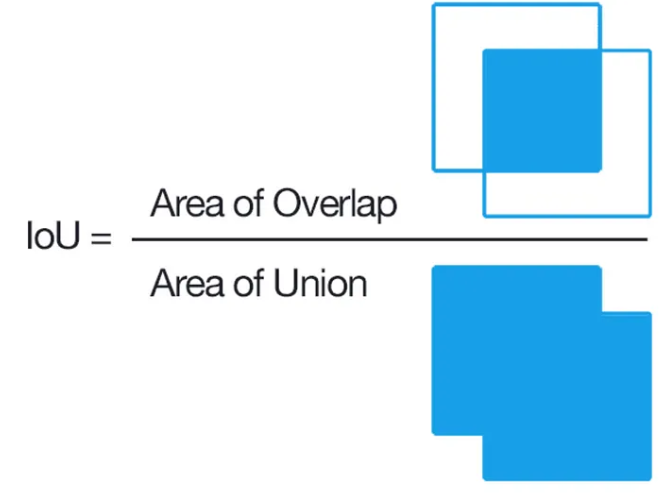 Area of Overlap
IoU =
Area of Union